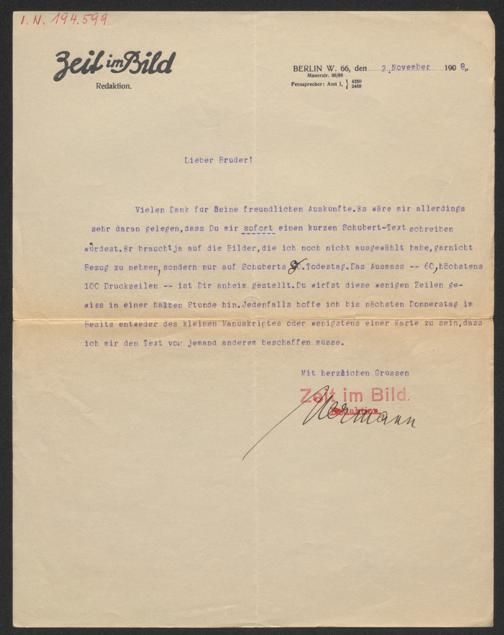 I.N. 194.599
Zeit im Bild
Redaktion.
BERLIN W. 66, den 2.November 1908.
Mauerstr.
Fernsprecher: Amt I,
Lieber Bruder!
Vielen Dank für Deine freundlichen Auskünfte.Es wäre mir allerdings
sehr daran gelegen,dass Du mir sofort einen kurzen Schubert-Text schreiben
würdest.Er braucht ja auf die Bilder,die ich noch nicht ausgewählt habe,garnicht
Bezug zu nehmen,sondern nur auf Schuberts Todestag.Das Ausmass -- 60,höchstens
100 Druckzeilen -- ist Dir anheim gestellt.Du wirfst diese wenigen Zeilen ge-
wiss in einer halben Stunde hin.Jedenfalls hoffe ich bis nächsten Donnerstag im
Besitz entweder des kleinen Manuskriptes oder wenigstens einer Karte zu sein,dass
ich mir den Text von jemand anderem beschaffen müsse.
Mit herzlichen Grüssen
Zeit im Bild.
Redaktion.
Hermann